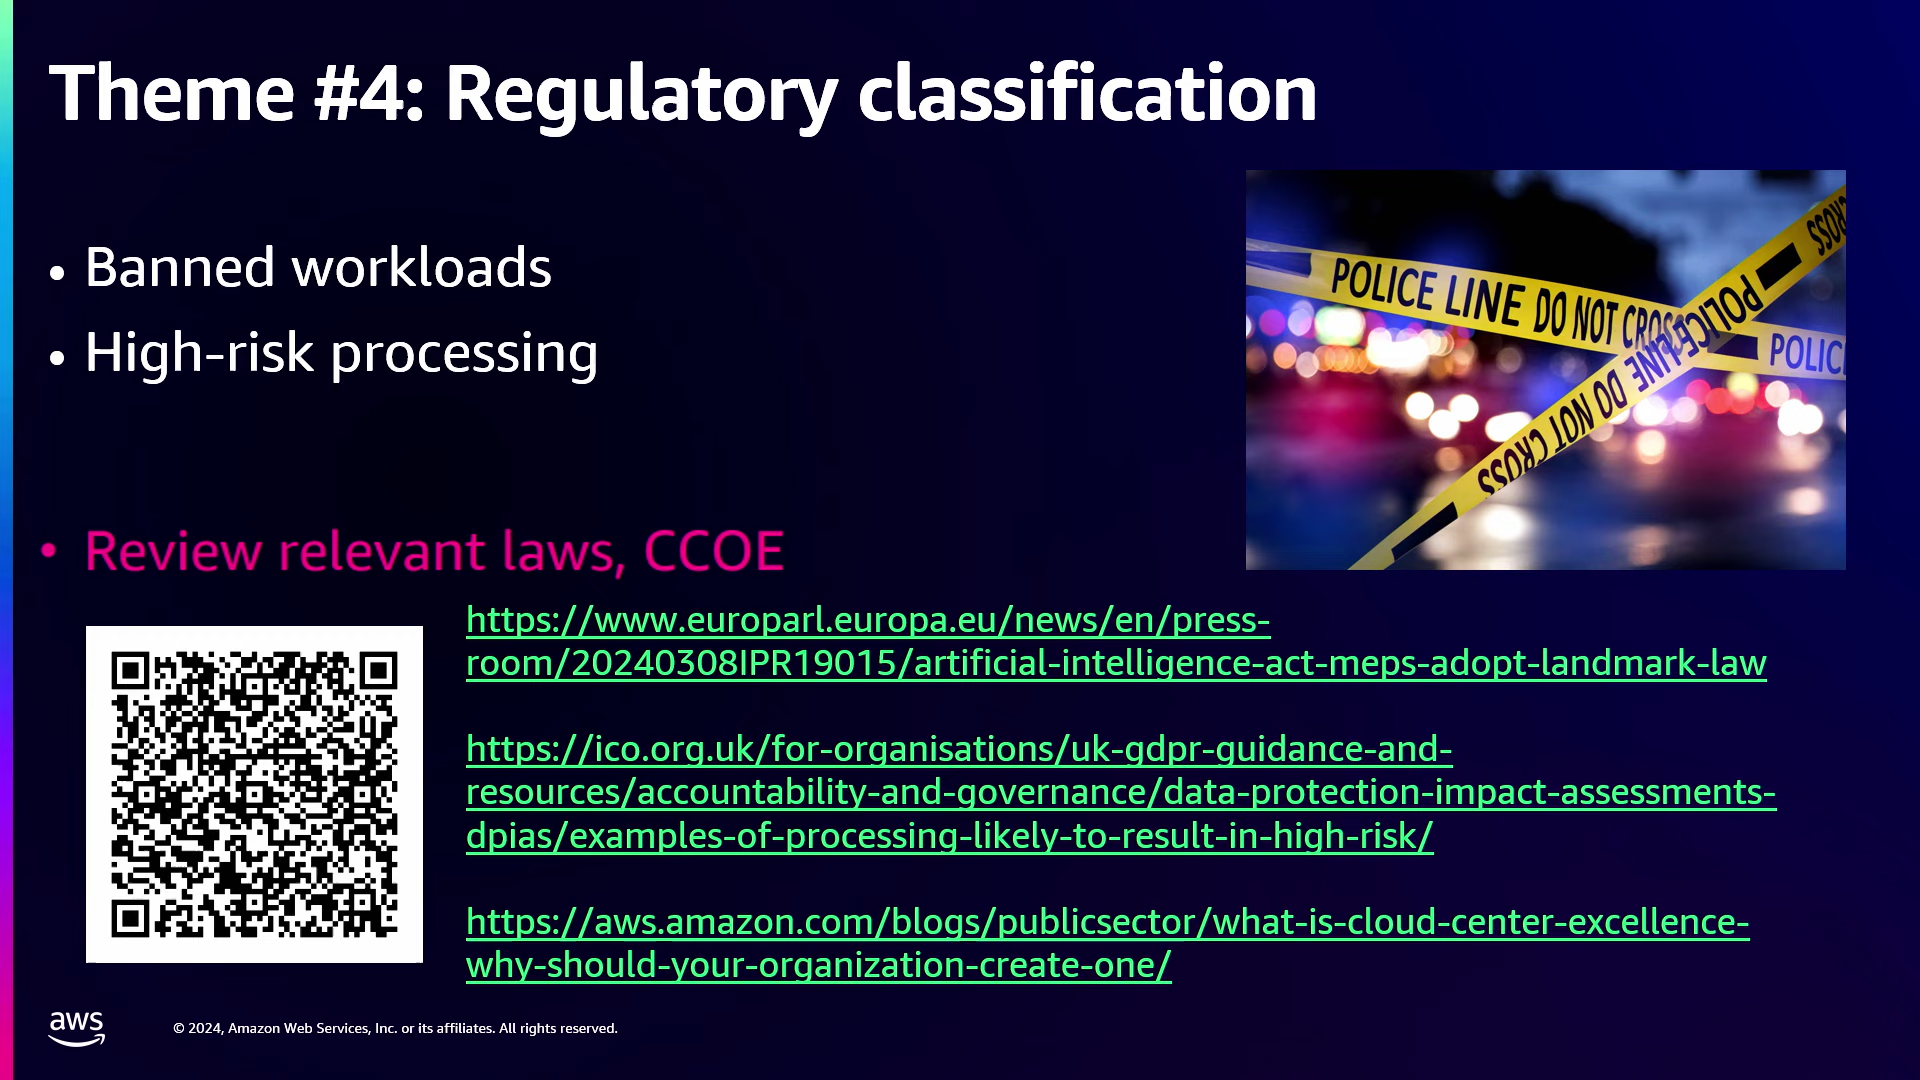 Theme #4: Regulatory classification
• Banned workloads
• High-risk processing
POLICE LINE DO NOT CROSS
POLICE LINE DO NOT CROSS
CROSS
POLIC
• Review relevant laws, CCOE
https://www.europarl.europa.eu/news/en/press-
room/20240308IPR19015/artificial-intelligence-act-meps-adopt-landmark-law
https://ico.org.uk/for-organisations/uk-gdpr-guidance-and-
resources/accountability-and-governance/data-protection-impact-assessments-
dpias/examples-of-processing-likely-to-result-in-high-risk/
https://aws.amazon.com/blogs/publicsector/what-is-cloud-center-excellence-
why-should-your-organization-create-one/
aws
© 2024, Amazon Web Services, Inc. or its affiliates. All rights reserved.